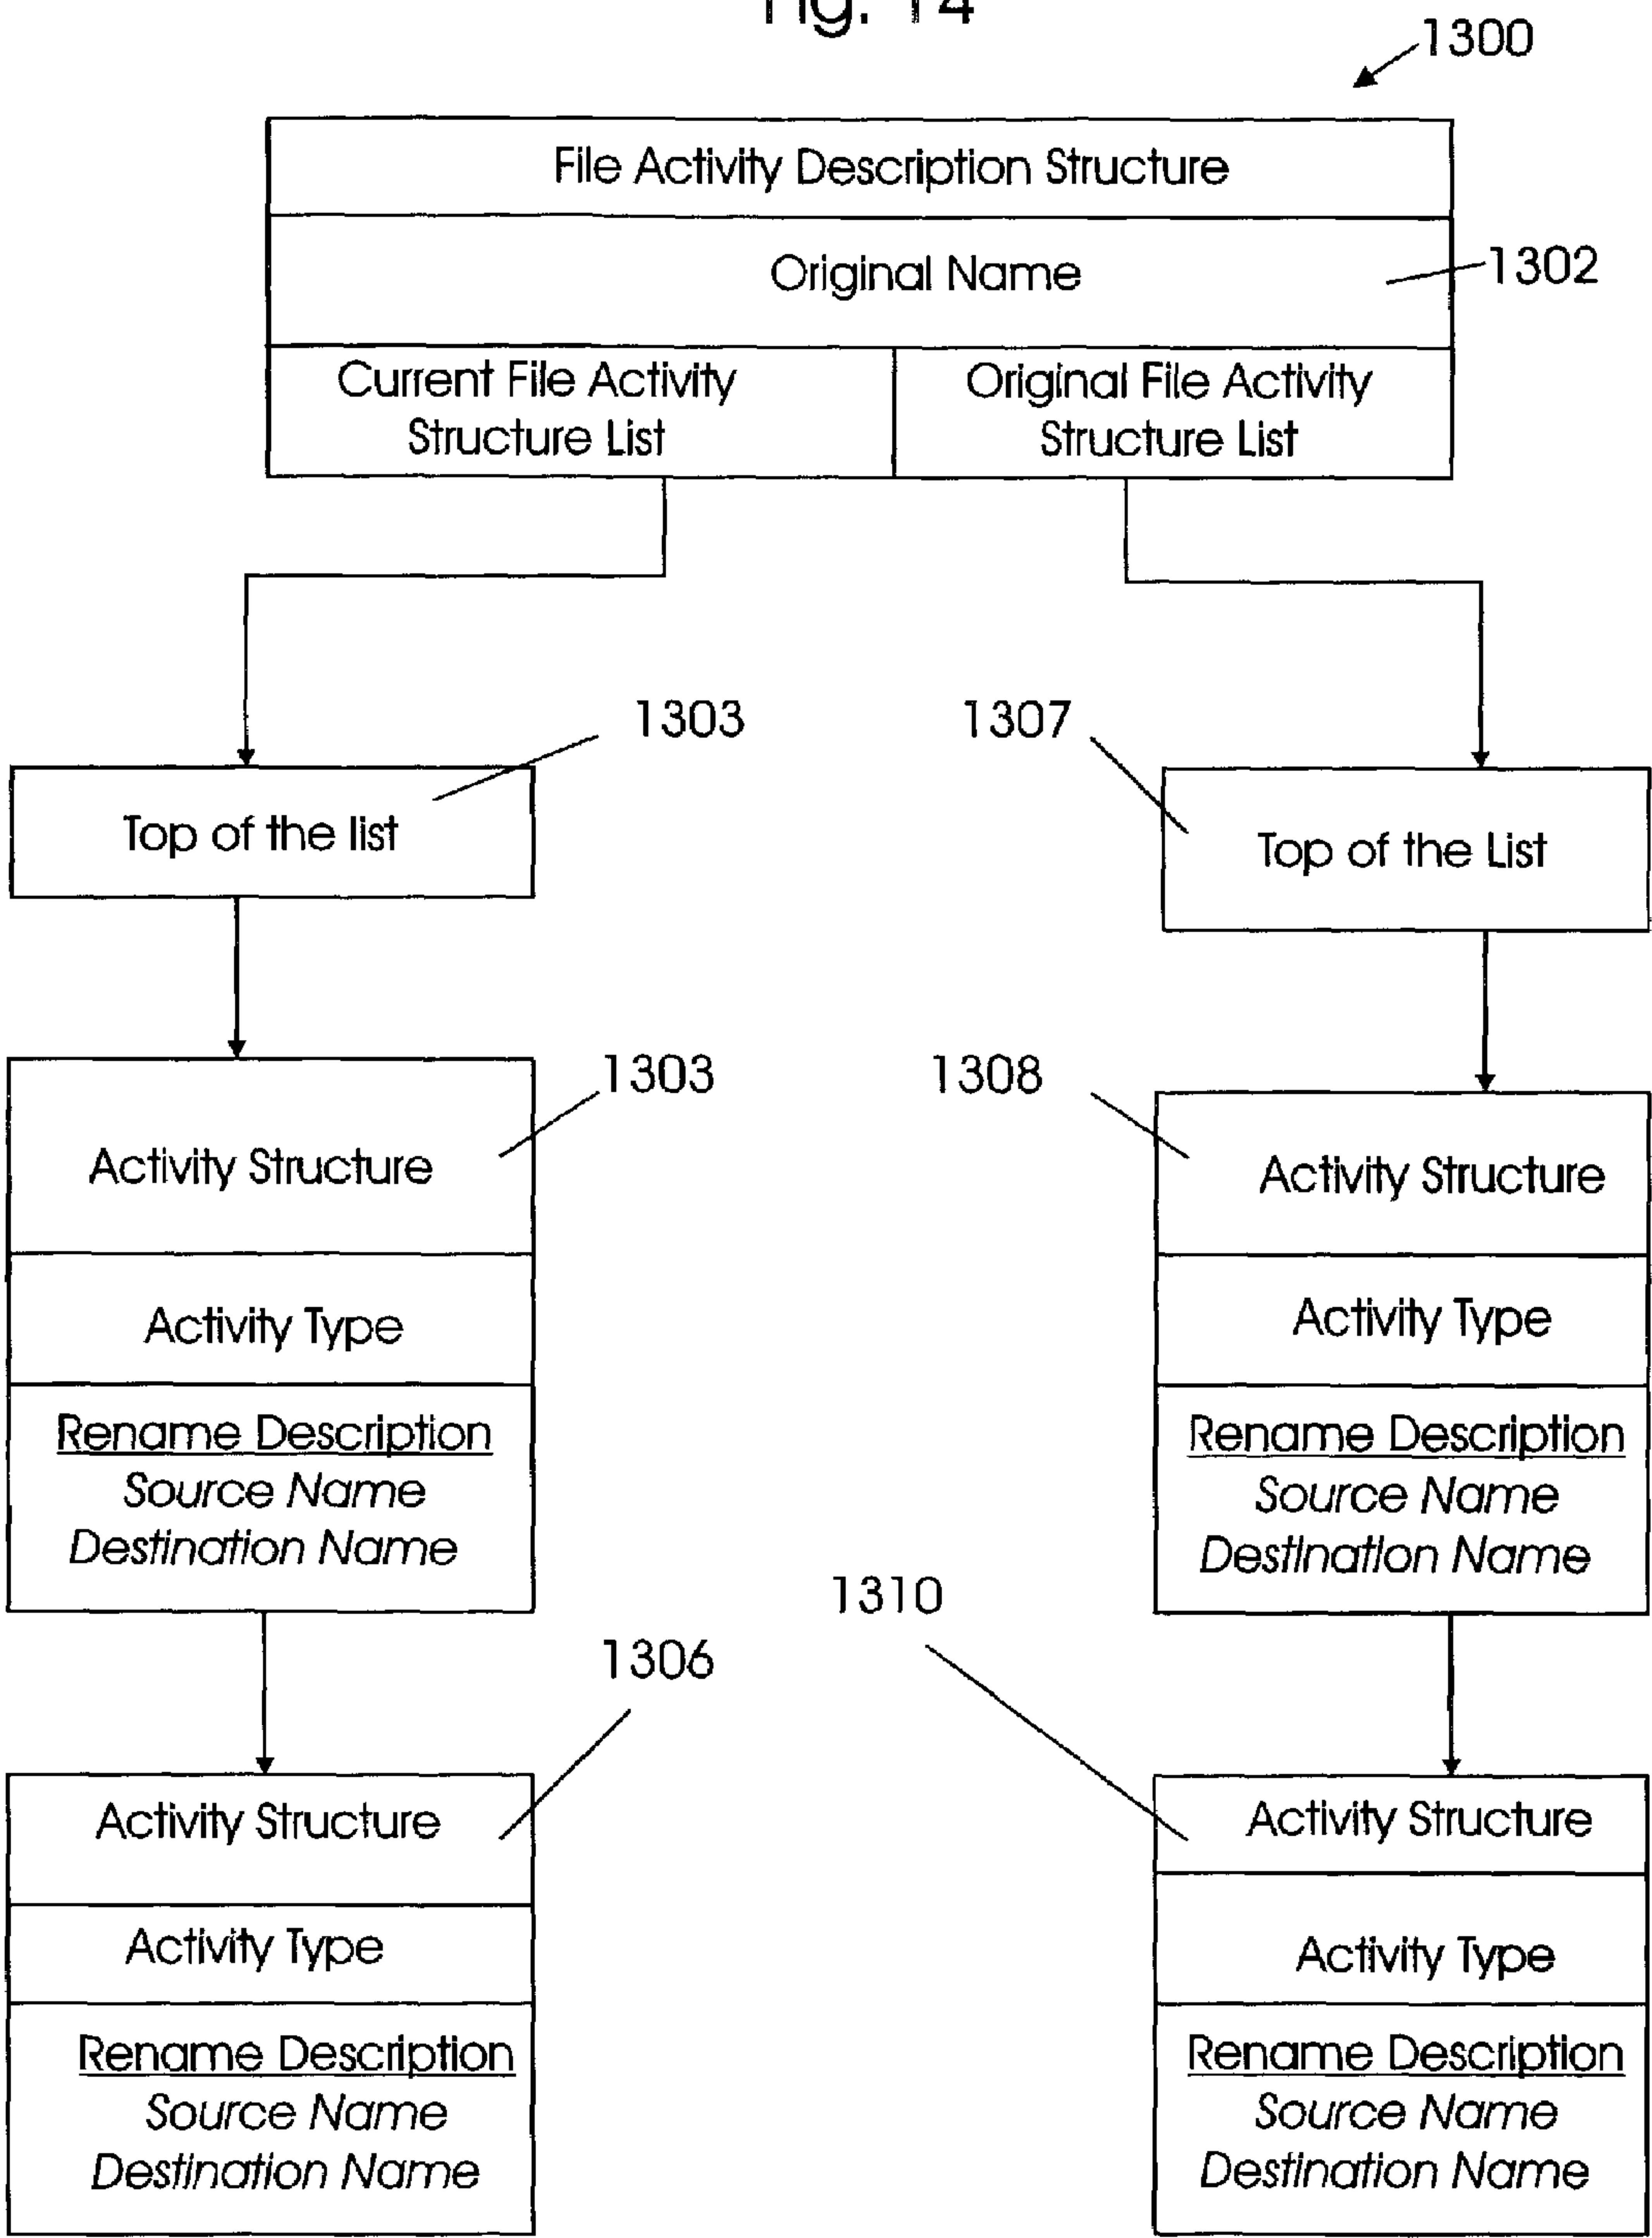 Fig. 14
1300
File Activity Description Structure
Original Name
1302
Current File Activity
Structure List
Original File Activity
Structure List
1303
1307
Top of the list
Top of the List
1303
1308
Activity Structure
Activity Structure
Activity Type
Activity Type
Rename Description
Source Name
Destination Name
Rename Description
Source Name
Destination Name
1306
1310
Activity Structure
Activity Structure
Activity Type
Activity Type
Rename Description
Source Name
Destination Name
Rename Description
Source Name
Destination Name